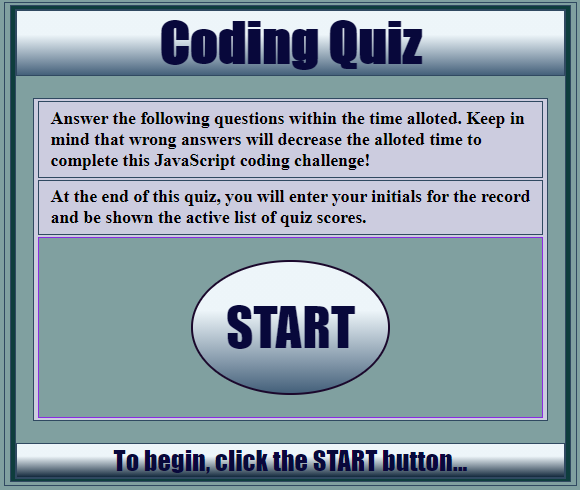 Coding Quiz
Answer the following questions within the time alloted. Keep in
mind that wrong answers will decrease the alloted time to
complete this JavaScript coding challenge!
At the end of this quiz, you will enter your initials for the record
and be shown the active list of quiz scores.
START
To begin, click the START button...